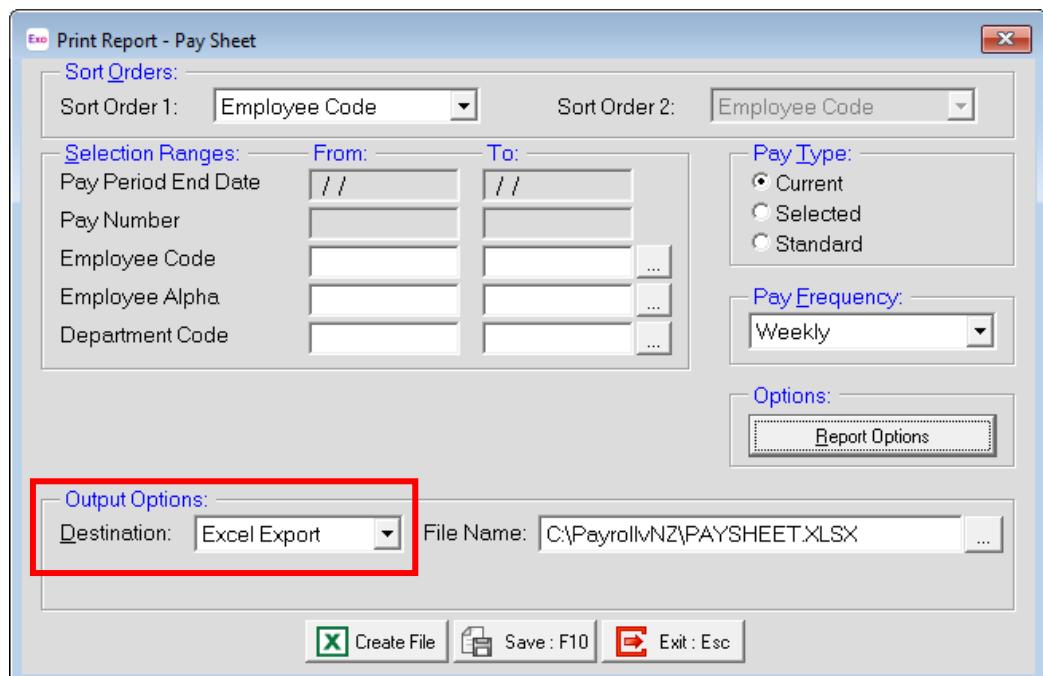 Exo Print Report - Pay Sheet
Sort Orders:
Sort Order 1: Employee Code Sort Order 2: Employee Code
Selection Ranges: From: To: Pay Type:
Pay Period End Date / / / / Current
Pay Number Selected
Employee Code ... Standard
Employee Alpha ... Pay Frequency:
Department Code ... Weekly
Options:
Report Options
Output Options:
Destination: Excel Export File Name: C:\PayrollvNZ\PAYSHEET.XLSX ...
Create File Save : F10 Exit : Esc